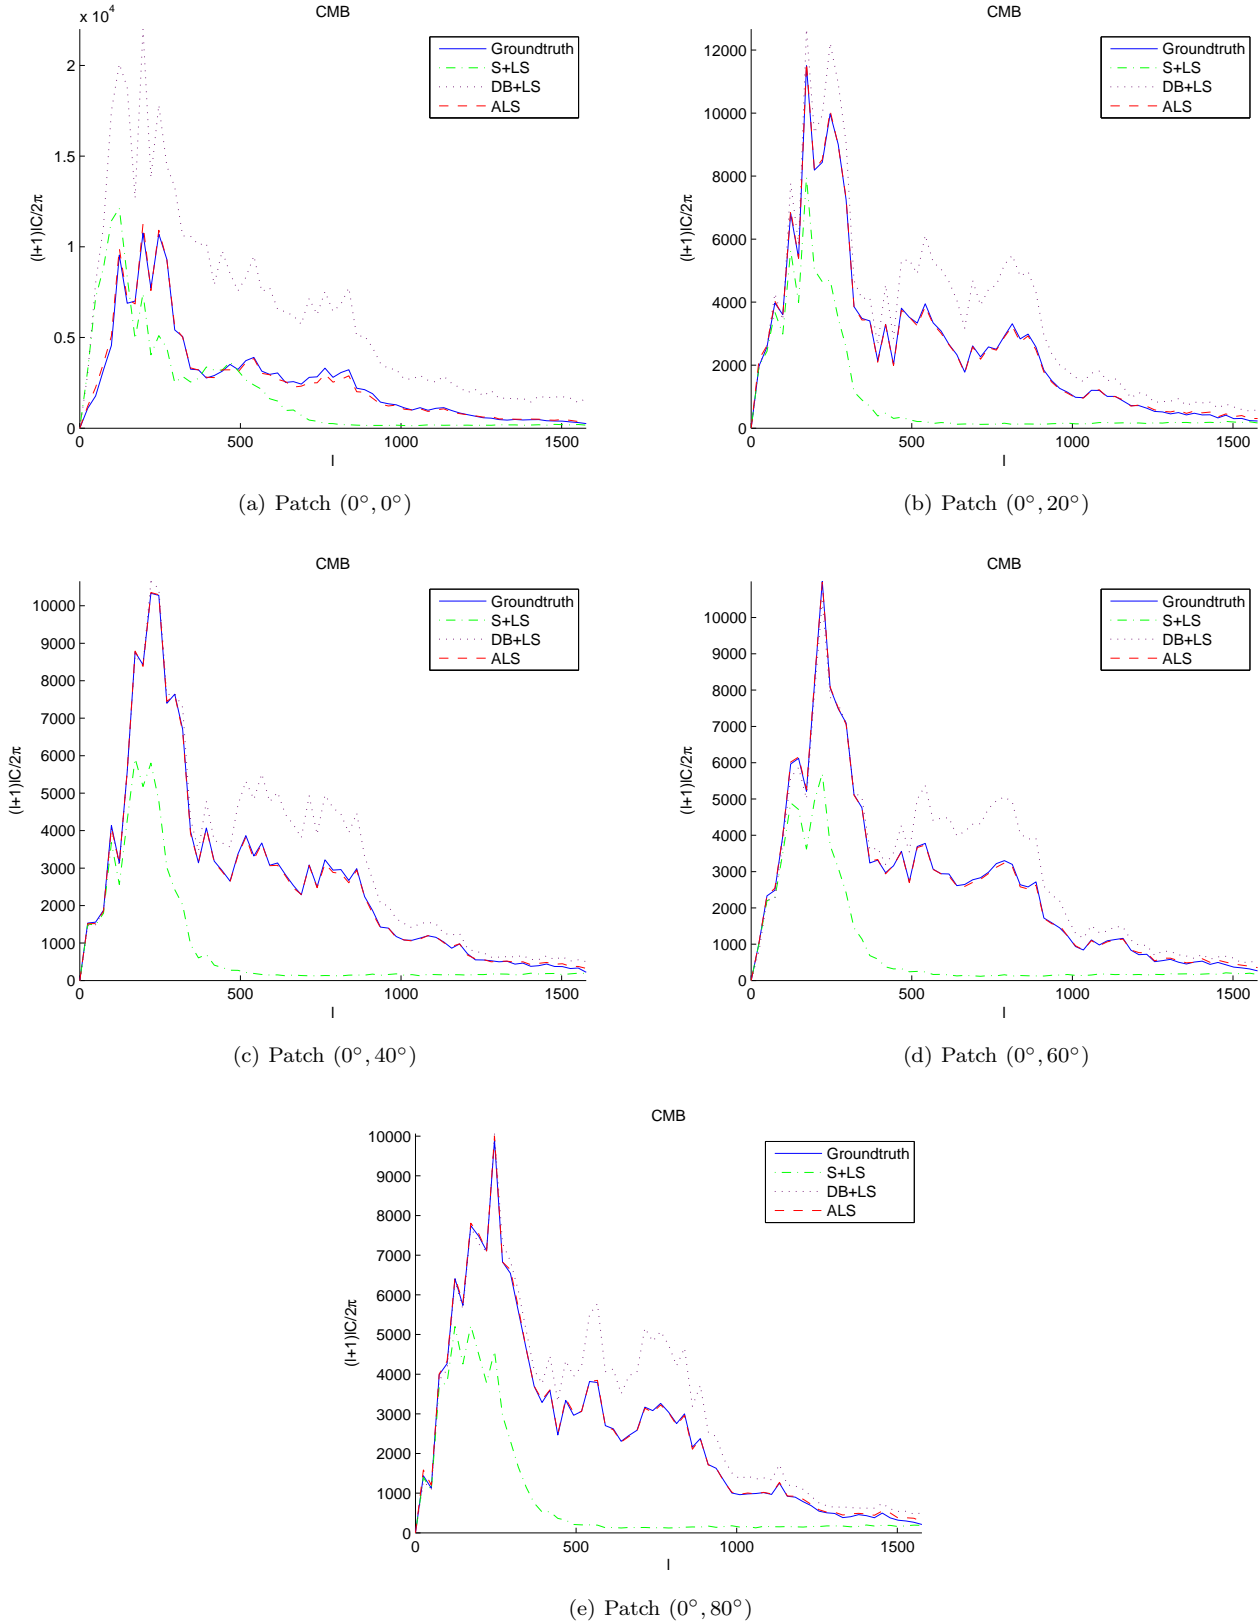 CMB
x 10^4
2
1.5
1
0.5
0
(l+1)lC/2π
0 500 1000 1500
l
Groundtruth
S+LS
DB+LS
ALS
(a) Patch (0°, 0°)
CMB
12000
10000
8000
6000
4000
2000
0
(l+1)lC/2π
0 500 1000 1500
l
Groundtruth
S+LS
DB+LS
ALS
(b) Patch (0°, 20°)
CMB
10000
9000
8000
7000
6000
5000
4000
3000
2000
1000
0
(l+1)lC/2π
0 500 1000 1500
l
Groundtruth
S+LS
DB+LS
ALS
(c) Patch (0°, 40°)
CMB
10000
9000
8000
7000
6000
5000
4000
3000
2000
1000
0
(l+1)lC/2π
0 500 1000 1500
l
Groundtruth
S+LS
DB+LS
ALS
(d) Patch (0°, 60°)
CMB
10000
9000
8000
7000
6000
5000
4000
3000
2000
1000
0
(l+1)lC/2π
0 500 1000 1500
l
Groundtruth
S+LS
DB+LS
ALS
(e) Patch (0°, 80°)